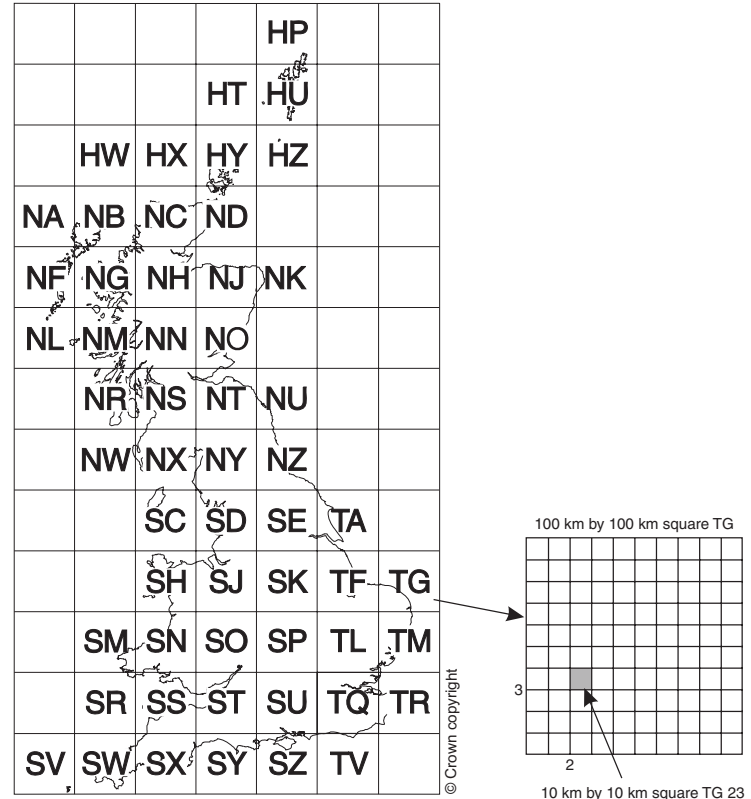 HP
HT HU
HW HX HY HZ
NA NB NC ND
NF NG NH NJ NK
NL NM NN NO
NR NS NT NU
NW NX NY NZ
SC SD SE TA
SH SJ SK TF TG
SM SN SO SP TL TM
SR SS ST SU TQ TR
SV SW SX SY SZ TV
© Crown copyright
100 km by 100 km square TG
3
2
10 km by 10 km square TG 23